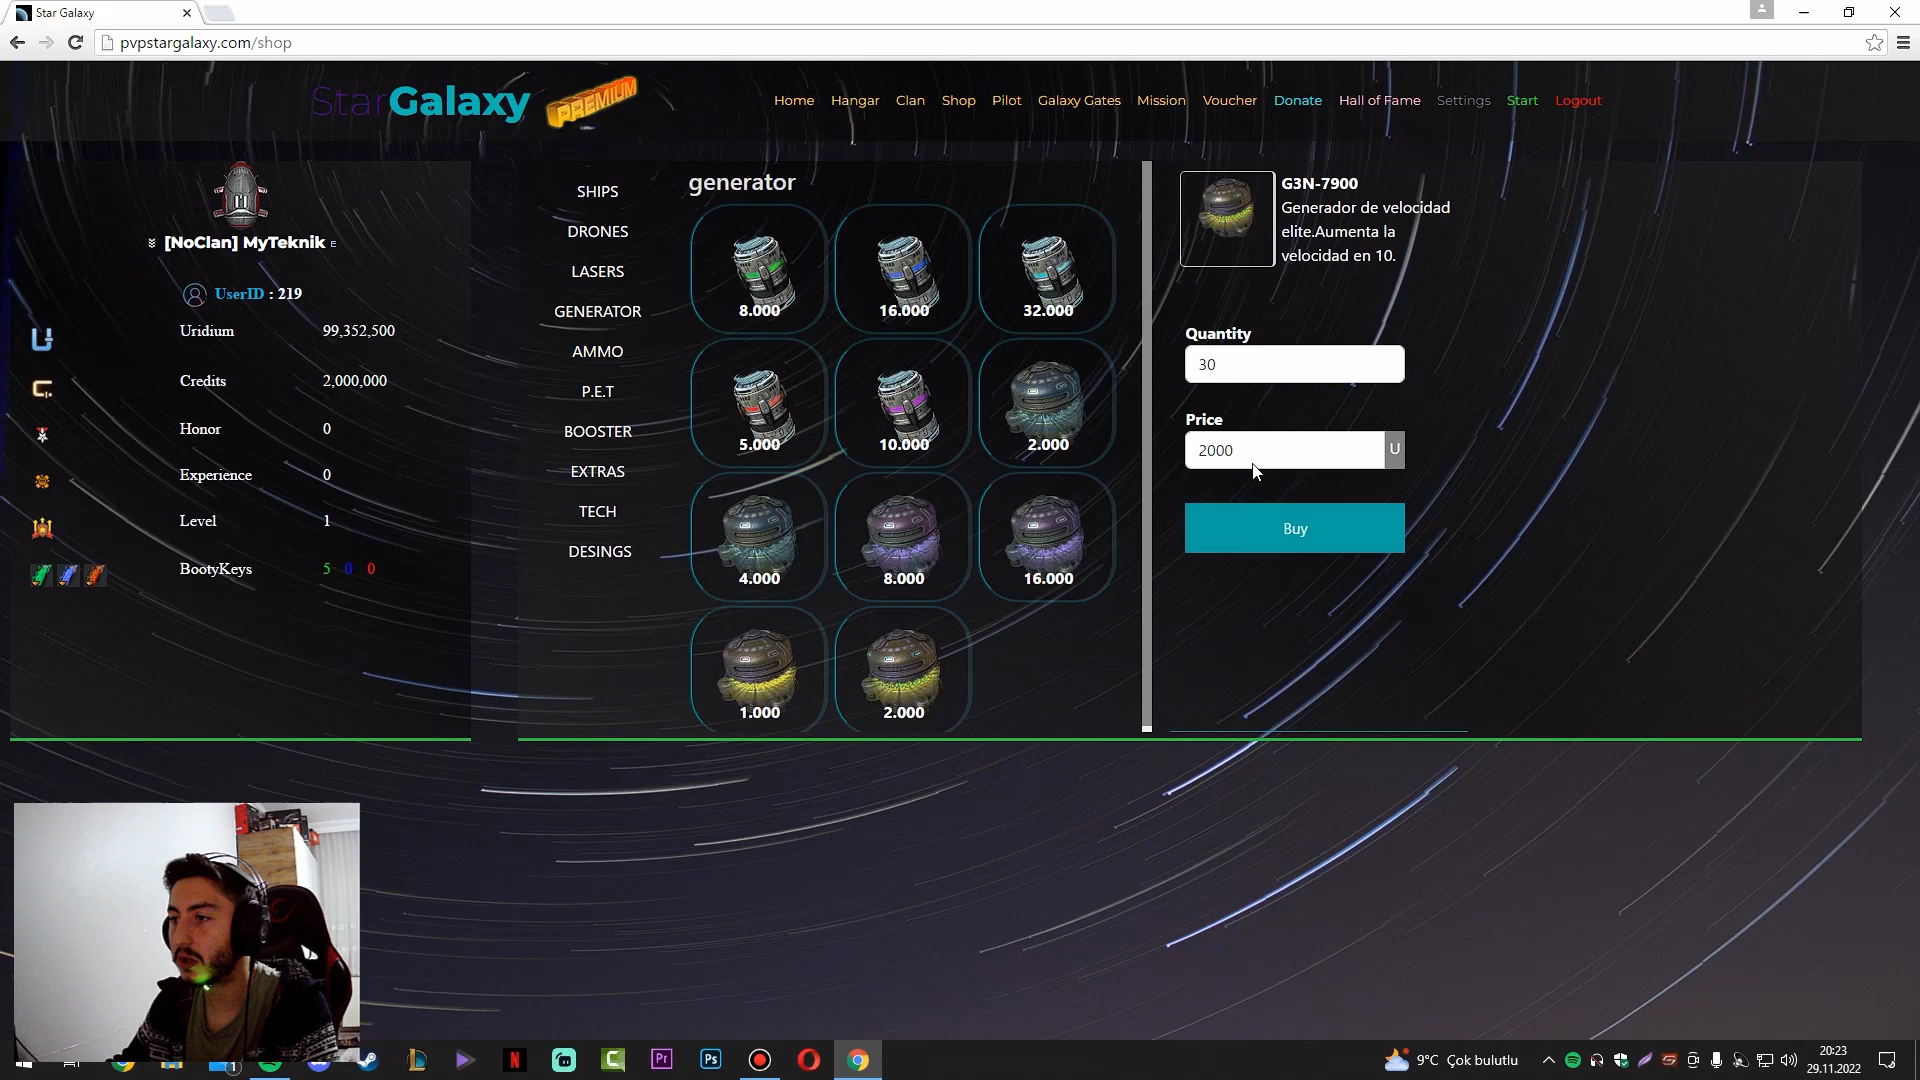 Star Galaxy
pvpstargalaxy.com/shop
StarGalaxy
PREMIUM
Home Hangar Clan Shop Pilot Galaxy Gates Mission Voucher Donate Hall of Fame Settings Start Logout
[NoClan] MyTeknik E
UserID : 219
Uridium 99,352,500
Credits 2,000,000
Honor 0
Experience 0
Level 1
BootyKeys 5 0 0
SHIPS
DRONES
LASERS
GENERATOR
AMMO
P.E.T
BOOSTER
EXTRAS
TECH
DESINGS
generator
8.000 16.000 32.000
5.000 10.000 2.000
4.000 8.000 16.000
1.000 2.000
G3N-7900
Generador de velocidad
elite.Aumenta la
velocidad en 10.
Quantity
30
Price
2000 U
Buy
9°C Çok bulutlu
20:23
29.11.2022